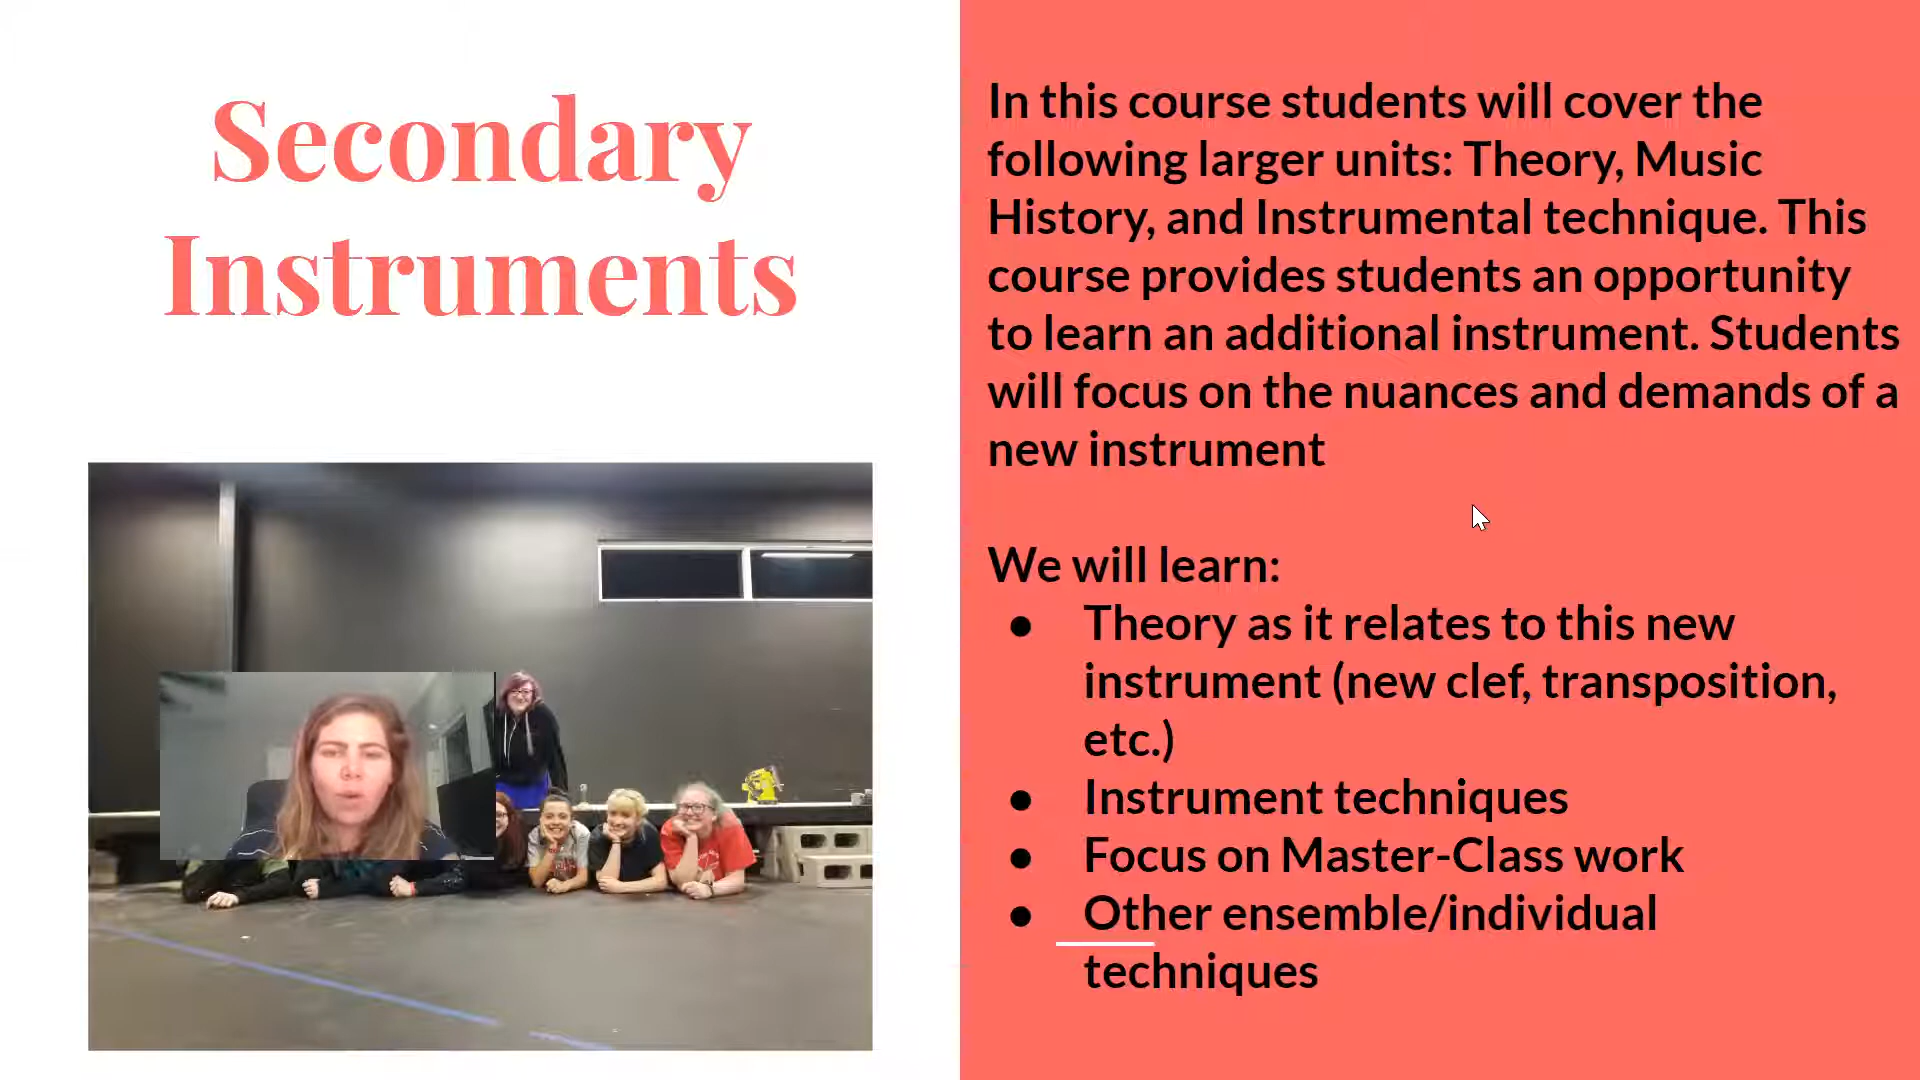 Secondary
Instruments
In this course students will cover the
following larger units: Theory, Music
History, and Instrumental technique. This
course provides students an opportunity
to learn an additional instrument. Students
will focus on the nuances and demands of a
new instrument
We will learn:
● Theory as it relates to this new
instrument (new clef, transposition,
etc.)
● Instrument techniques
● Focus on Master-Class work
● Other ensemble/individual
techniques